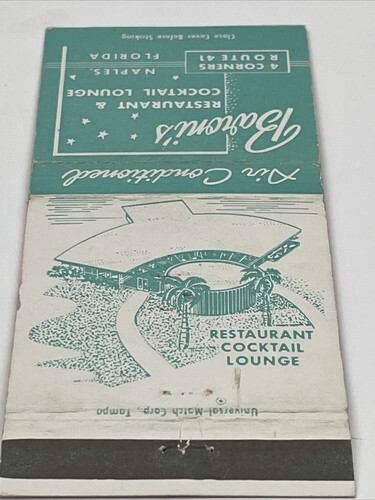 Close Cover Before Striking
4 CORNERS
ROUTE 41
NAPLES,
FLORIDA
RESTAURANT &
COCKTAIL LOUNGE
Baroni's
Air Conditioned
RESTAURANT
COCKTAIL
LOUNGE
Universal Match Corp., Tampa